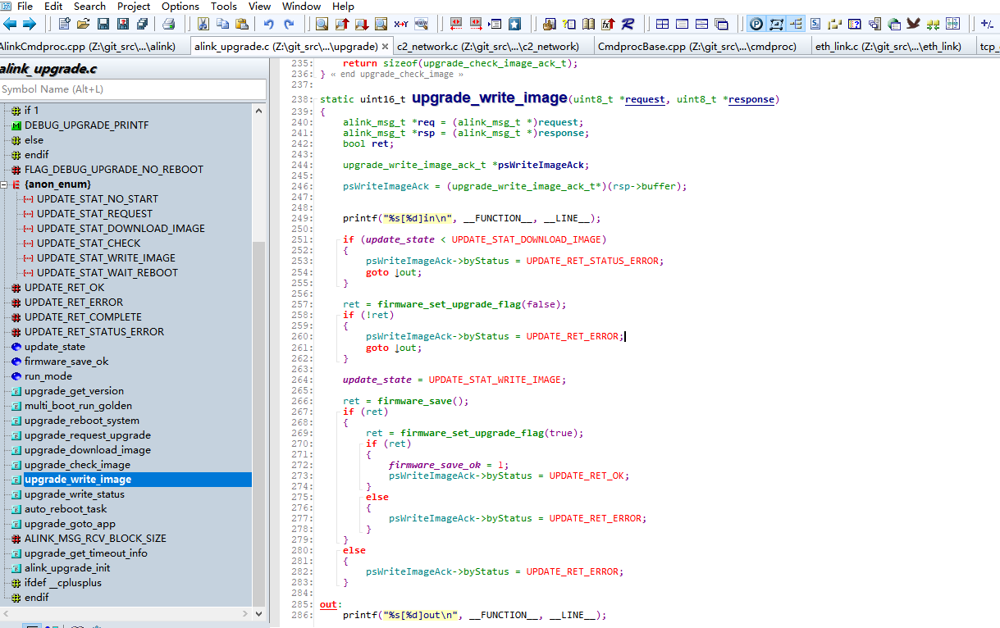 File Edit Search Project Options Tools View Window Help
AlinkCmdproc.cpp (Z:\git_src\...\alink) alink_upgrade.c (Z:\git_src\...\upgrade) × c2_network.c (Z:\git_src\...\c2_network) CmdprocBase.cpp (Z:\git_src\...\cmdproc) eth_link.c (Z:\git_src\...\eth_link) tcp_
alink_upgrade.c
Symbol Name (Alt+L)
if 1
DEBUG_UPGRADE_PRINTF
else
endif
FLAG_DEBUG_UPGRADE_NO_REBOOT
{anon_enum}
UPDATE_STAT_NO_START
UPDATE_STAT_REQUEST
UPDATE_STAT_DOWNLOAD_IMAGE
UPDATE_STAT_CHECK
UPDATE_STAT_WRITE_IMAGE
UPDATE_STAT_WAIT_REBOOT
UPDATE_RET_OK
UPDATE_RET_ERROR
UPDATE_RET_COMPLETE
UPDATE_RET_STATUS_ERROR
update_state
firmware_save_ok
run_mode
upgrade_get_version
multi_boot_run_golden
upgrade_reboot_system
upgrade_request_upgrade
upgrade_download_image
upgrade_check_image
upgrade_write_image
upgrade_write_status
auto_reboot_task
upgrade_goto_app
ALINK_MSG_RCV_BLOCK_SIZE
upgrade_get_timeout_info
alink_upgrade_init
ifdef __cplusplus
endif
235: return sizeof(upgrade_check_image_ack_t);
236: } « end upgrade_check_image »
237:
238: static uint16_t upgrade_write_image(uint8_t *request, uint8_t *response)
239: {
240: alink_msg_t *req = (alink_msg_t *)request;
241: alink_msg_t *rsp = (alink_msg_t *)response;
242: bool ret;
243:
244: upgrade_write_image_ack_t *psWriteImageAck;
245:
246: psWriteImageAck = (upgrade_write_image_ack_t*)(rsp->buffer);
247:
248:
249: printf("%s[%d]in\n", __FUNCTION__, __LINE__);
250:
251: if (update_state < UPDATE_STAT_DOWNLOAD_IMAGE)
252: {
253: psWriteImageAck->byStatus = UPDATE_RET_STATUS_ERROR;
254: goto ↓out;
255: }
256:
257: ret = firmware_set_upgrade_flag(false);
258: if (!ret)
259: {
260: psWriteImageAck->byStatus = UPDATE_RET_ERROR;
261: goto ↓out;
262: }
263:
264: update_state = UPDATE_STAT_WRITE_IMAGE;
265:
266: ret = firmware_save();
267: if (ret)
268: {
269: ret = firmware_set_upgrade_flag(true);
270: if (ret)
271: {
272: firmware_save_ok = 1;
273: psWriteImageAck->byStatus = UPDATE_RET_OK;
274: }
275: else
276: {
277: psWriteImageAck->byStatus = UPDATE_RET_ERROR;
278: }
279: }
280: else
281: {
282: psWriteImageAck->byStatus = UPDATE_RET_ERROR;
283: }
284:
285: out:
286: printf("%s[%d]out\n", __FUNCTION__, __LINE__);